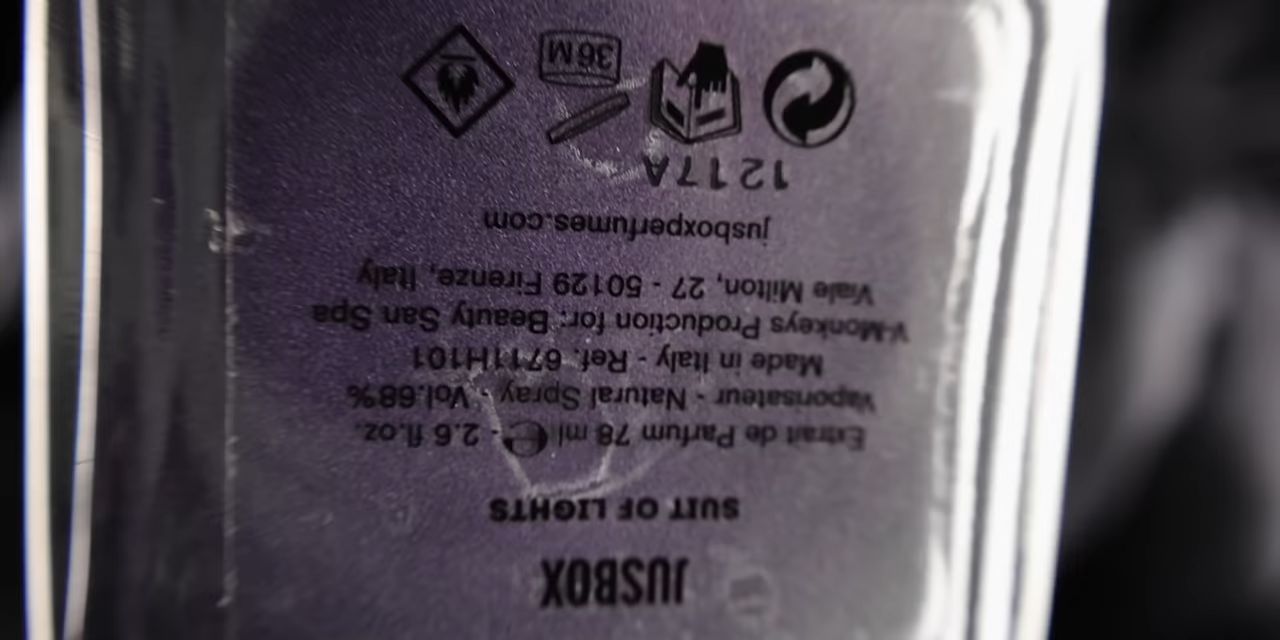 JUSBOX
SUIT OF LIGHTS
Extrait de Parfum 78 ml ℮ - 2.6 fl.oz.
Vaporisateur - Natural Spray - Vol.68%
Made in Italy - Ref. 6711H101
V-Monkeys Production for: Beauty San Spa
Viale Milton, 27 - 50129 Firenze, Italy
jusboxperfumes.com
1217A
36M